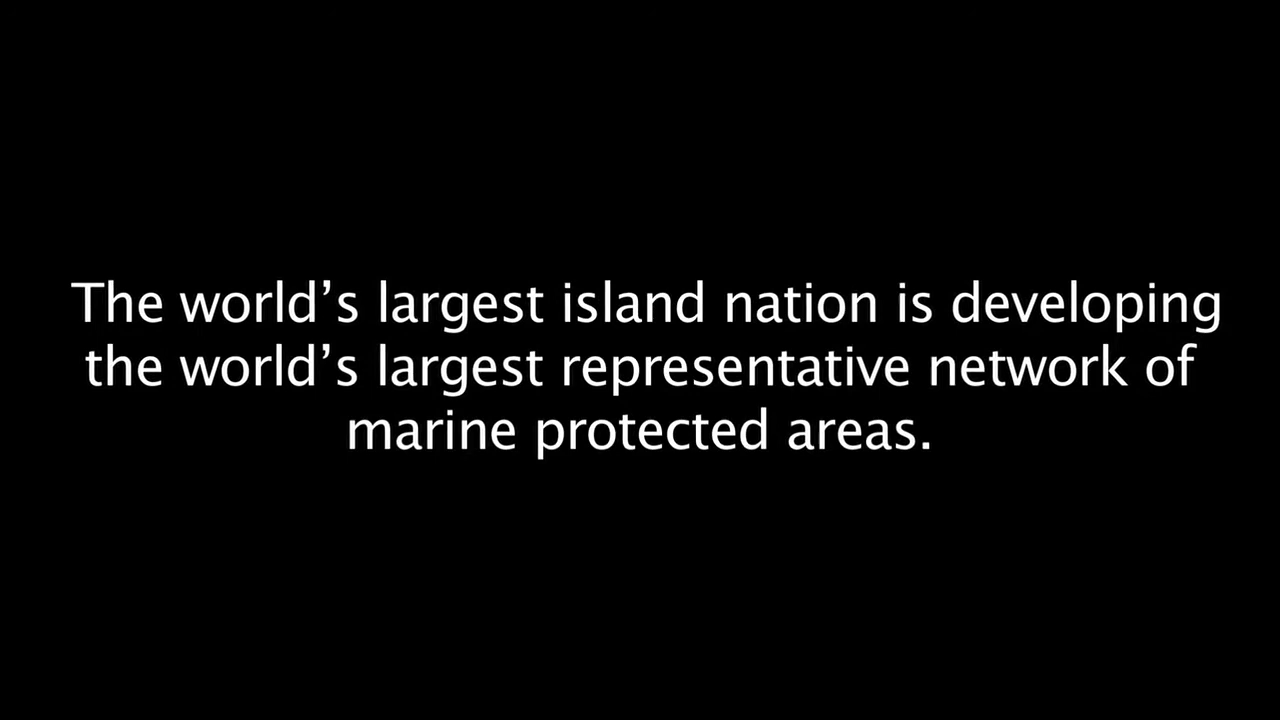 The world’s largest island nation is developing
the world’s largest representative network of
marine protected areas.